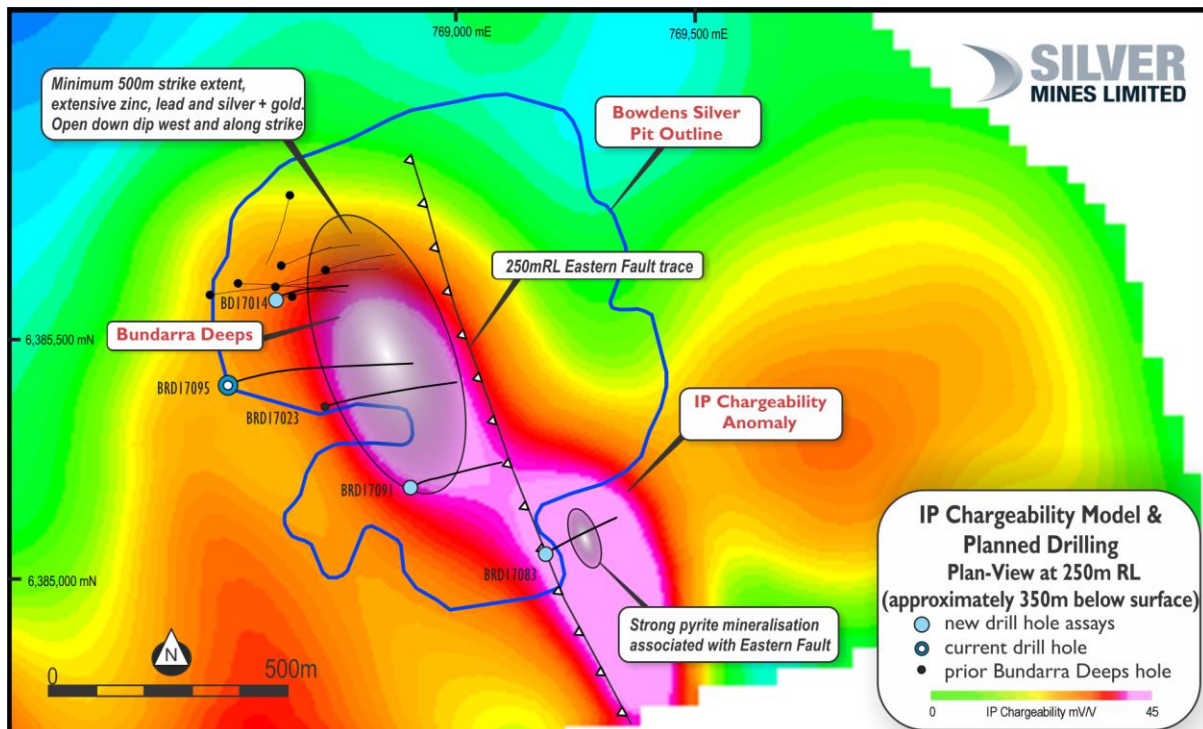 769,000 mE
769,500 mE
SILVER
MINES LIMITED
Minimum 500m strike extent,
extensive zinc, lead and silver + gold.
Open down dip west and along strike
Bowdens Silver
Pit Outline
250mRL Eastern Fault trace
BD17014
Bundarra Deeps
6,385,500 mN
BRD17095
BRD17023
IP Chargeability
Anomaly
BRD17091
BRD17083
6,385,000 mN
Strong pyrite mineralisation
associated with Eastern Fault
N
0
500m
IP Chargeability Model &
Planned Drilling
Plan-View at 250m RL
(approximately 350m below surface)
new drill hole assays
current drill hole
prior Bundarra Deeps hole
0 IP Chargeability mV/V 45